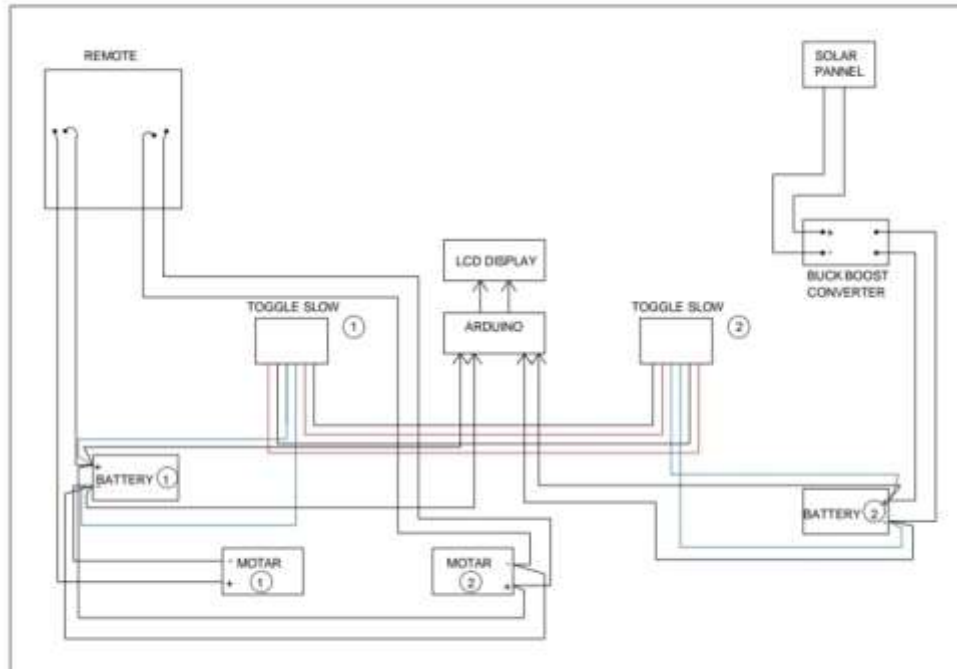 REMOTE
SOLAR
PANNEL
+
-
BUCK BOOST
CONVERTER
LCD DISPLAY
TOGGLE SLOW
1
ARDUINO
TOGGLE SLOW
2
+
BATTERY 1
-
BATTERY 2
- MOTAR
+ 1
MOTAR -
2 +